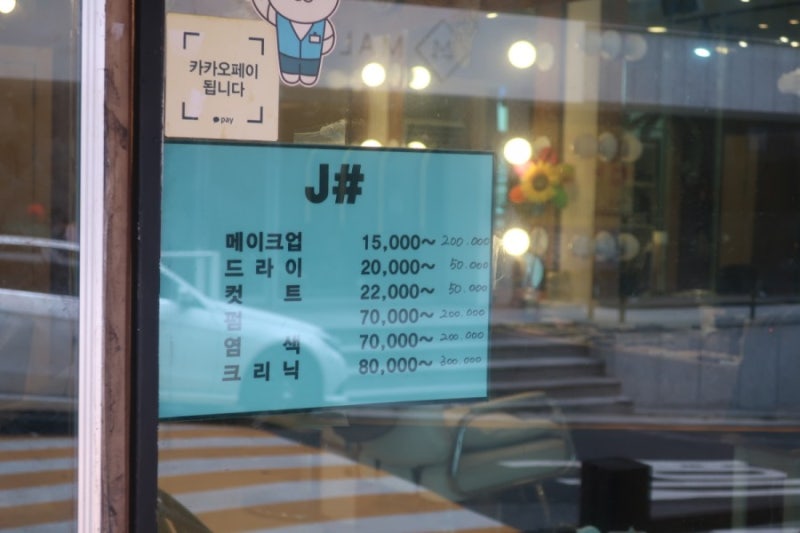 카카오페이
됩니다
pay
J#
메이크업 15,000~ 200.000
드라이 20,000~ 50.000
컷트 22,000~ 50.000
펌 70,000~ 200.000
염색 70,000~ 200.000
크리닉 80,000~ 300.000